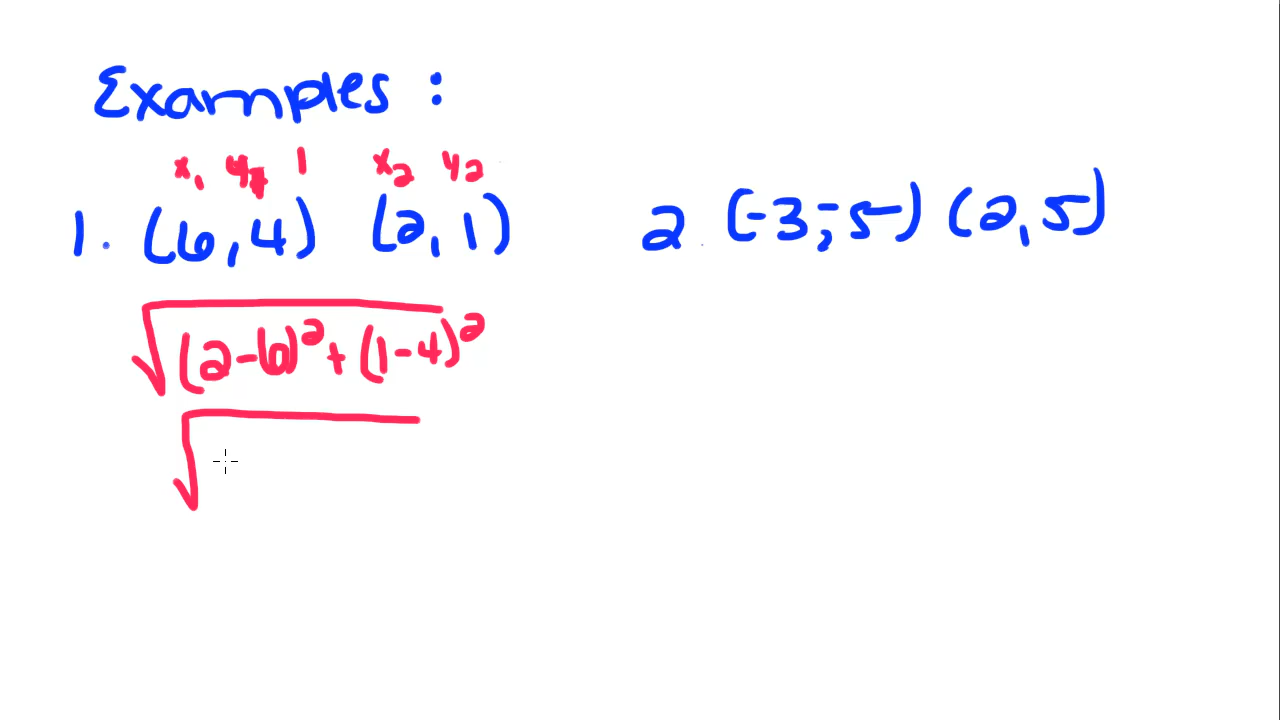 Examples :
x₁ y₁ 1 x₂ y₂
1. (6,4) (2,1)
2. (-3,-5) (2,5)
√(2-6)²+(1-4)²
√